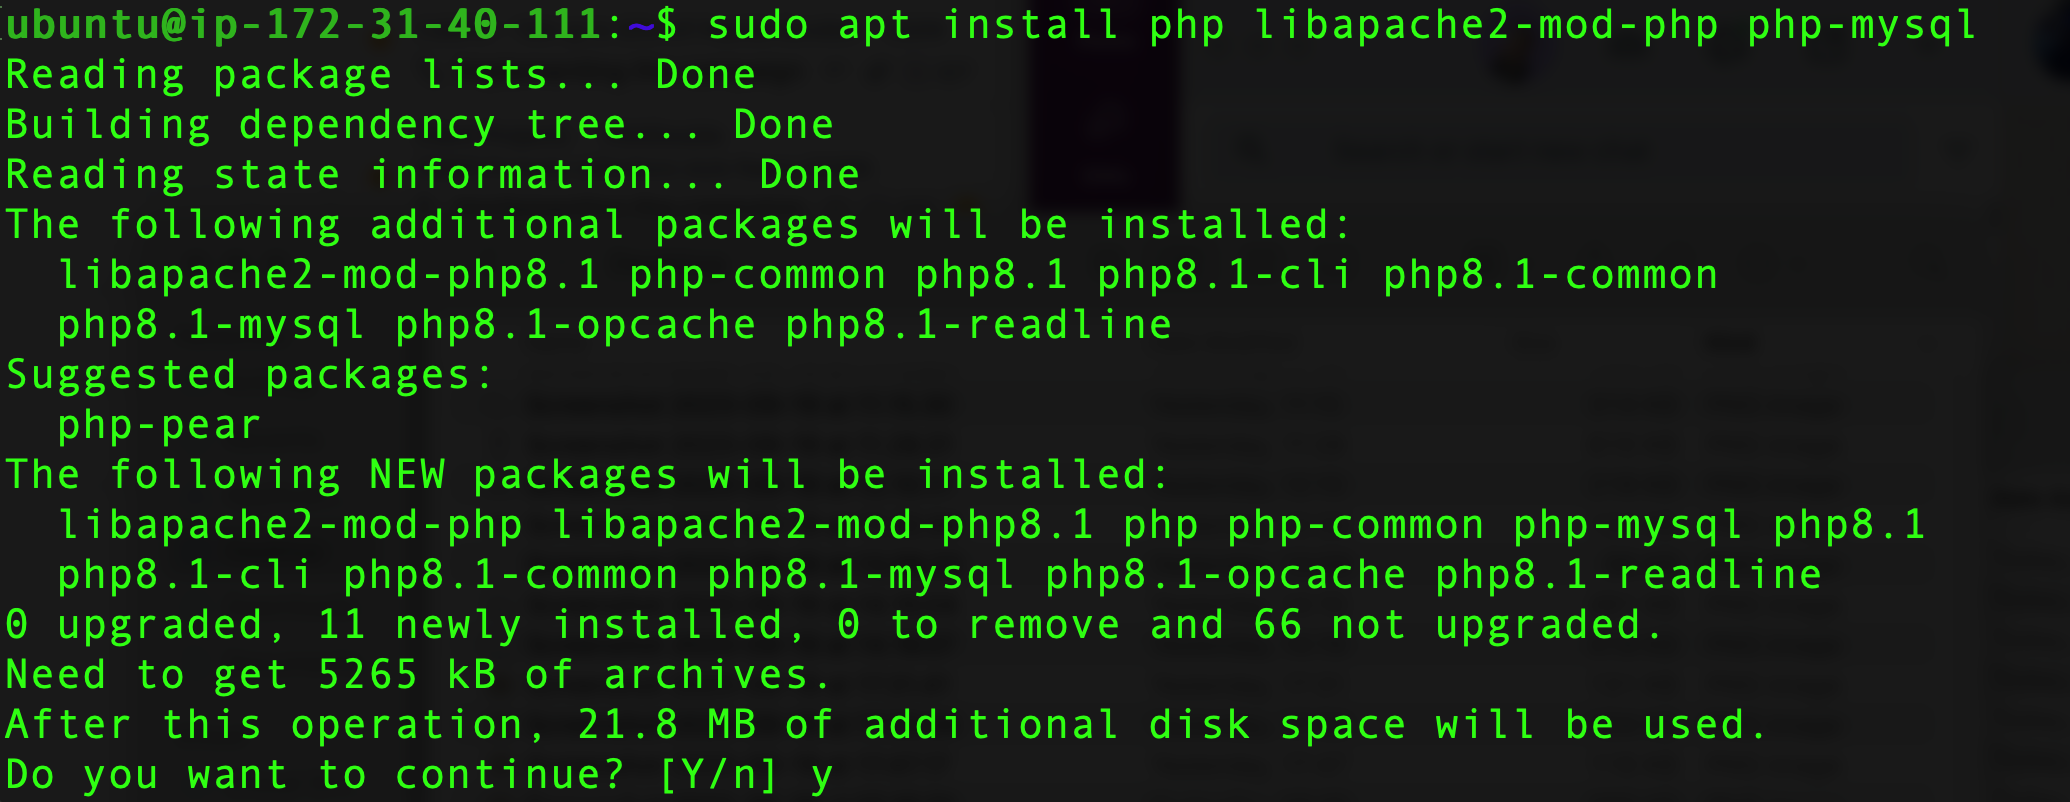 ubuntu@ip-172-31-40-111:~$ sudo apt install php libapache2-mod-php php-mysql
Reading package lists... Done
Building dependency tree... Done
Reading state information... Done
The following additional packages will be installed:
  libapache2-mod-php8.1 php-common php8.1 php8.1-cli php8.1-common
  php8.1-mysql php8.1-opcache php8.1-readline
Suggested packages:
  php-pear
The following NEW packages will be installed:
  libapache2-mod-php libapache2-mod-php8.1 php php-common php-mysql php8.1
  php8.1-cli php8.1-common php8.1-mysql php8.1-opcache php8.1-readline
0 upgraded, 11 newly installed, 0 to remove and 66 not upgraded.
Need to get 5265 kB of archives.
After this operation, 21.8 MB of additional disk space will be used.
Do you want to continue? [Y/n] y